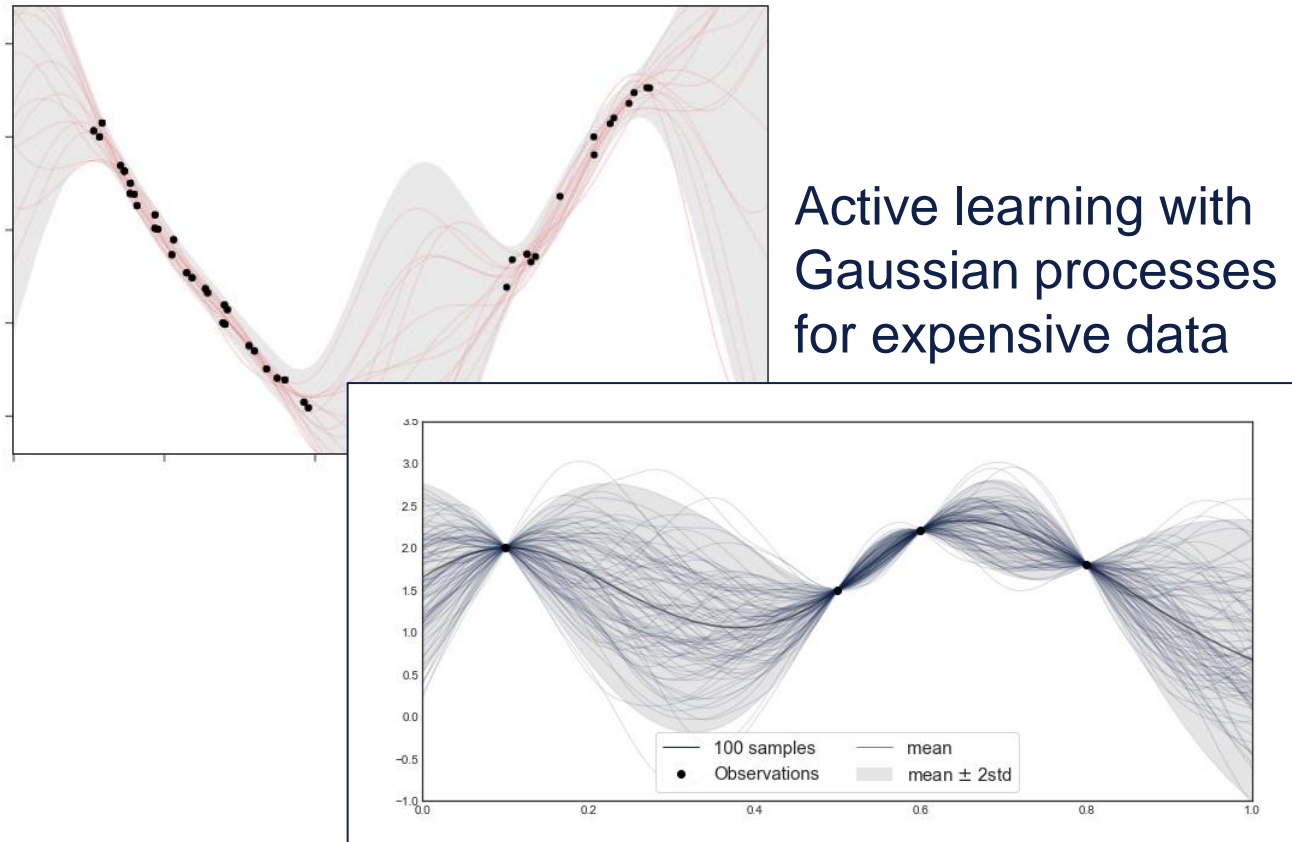 Active learning with
Gaussian processes
for expensive data
3.5
3.0
2.5
2.0
1.5
1.0
0.5
0.0
−0.5
−1.0
100 samples mean
Observations mean ± 2std
0.0 0.2 0.4 0.6 0.8 1.0